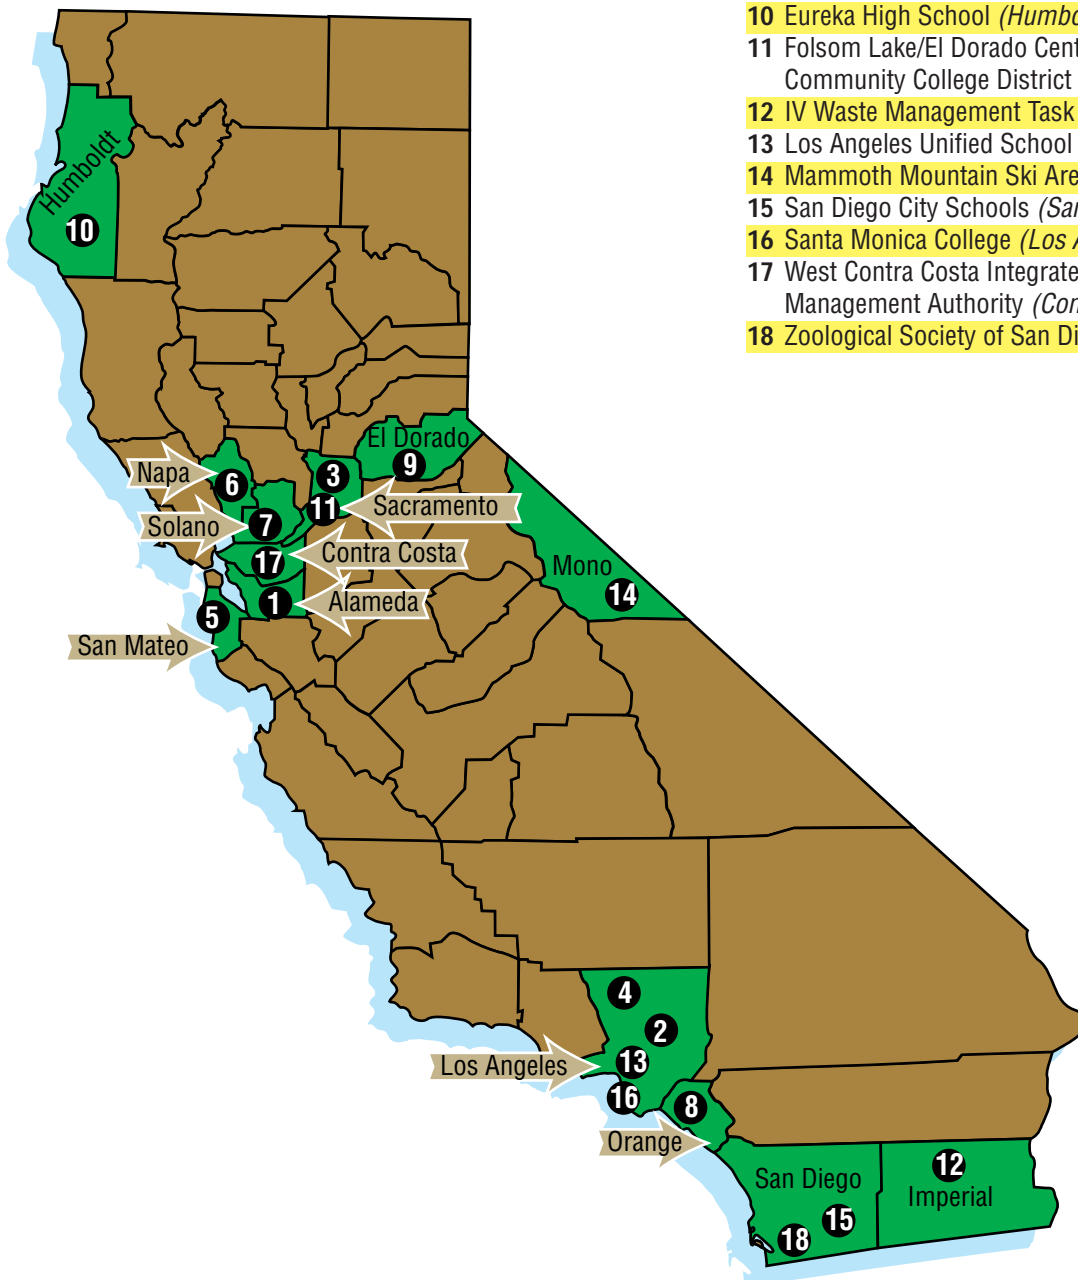 10 Eureka High School (Humbo
11 Folsom Lake/El Dorado Cent
Community College District
12 IV Waste Management Task
13 Los Angeles Unified School
14 Mammoth Mountain Ski Are
15 San Diego City Schools (Sa
16 Santa Monica College (Los
17 West Contra Costa Integrate
Management Authority (Con
18 Zoological Society of San Di
Humboldt
10
El Dorado
9
Napa
6
3
11
Sacramento
Solano
7
17
Contra Costa
Mono
14
1
Alameda
5
San Mateo
4
2
13
Los Angeles
16
8
Orange
San Diego
12
Imperial
15
18